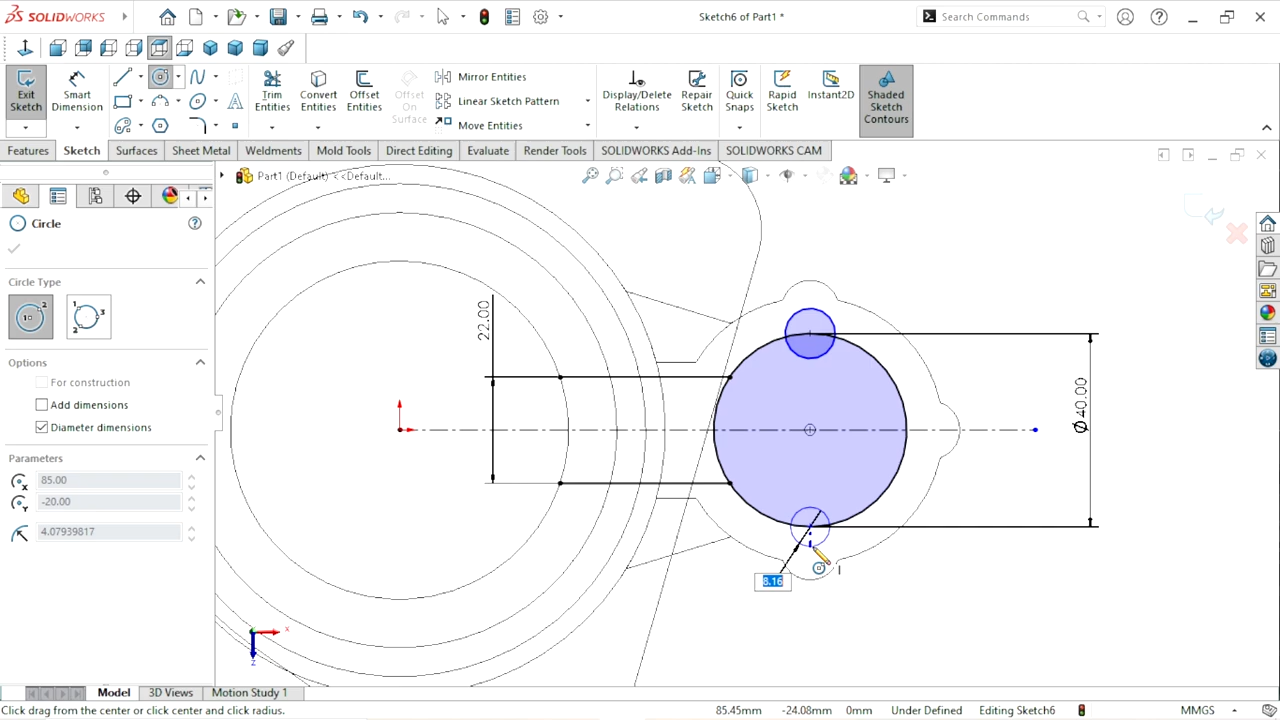 SOLIDWORKS
Sketch6 of Part1 *
Search Commands
Exit Sketch
Smart Dimension
Trim Entities
Convert Entities
Offset Entities
Offset On Surface
Mirror Entities
Linear Sketch Pattern
Move Entities
Display/Delete Relations
Repair Sketch
Quick Snaps
Rapid Sketch
Instant2D
Shaded Sketch Contours
Features
Sketch
Surfaces
Sheet Metal
Weldments
Mold Tools
Direct Editing
Evaluate
Render Tools
SOLIDWORKS Add-Ins
SOLIDWORKS CAM
Part1 (Default) < <Default...
Circle
Circle Type
Options
For construction
Add dimensions
Diameter dimensions
Parameters
85.00
-20.00
4.07939817
22.00
Ø40.00
8.16
x
z
Model
3D Views
Motion Study 1
Click drag from the center or click center and click radius.
85.45mm
-24.08mm
0mm
Under Defined
Editing Sketch6
MMGS